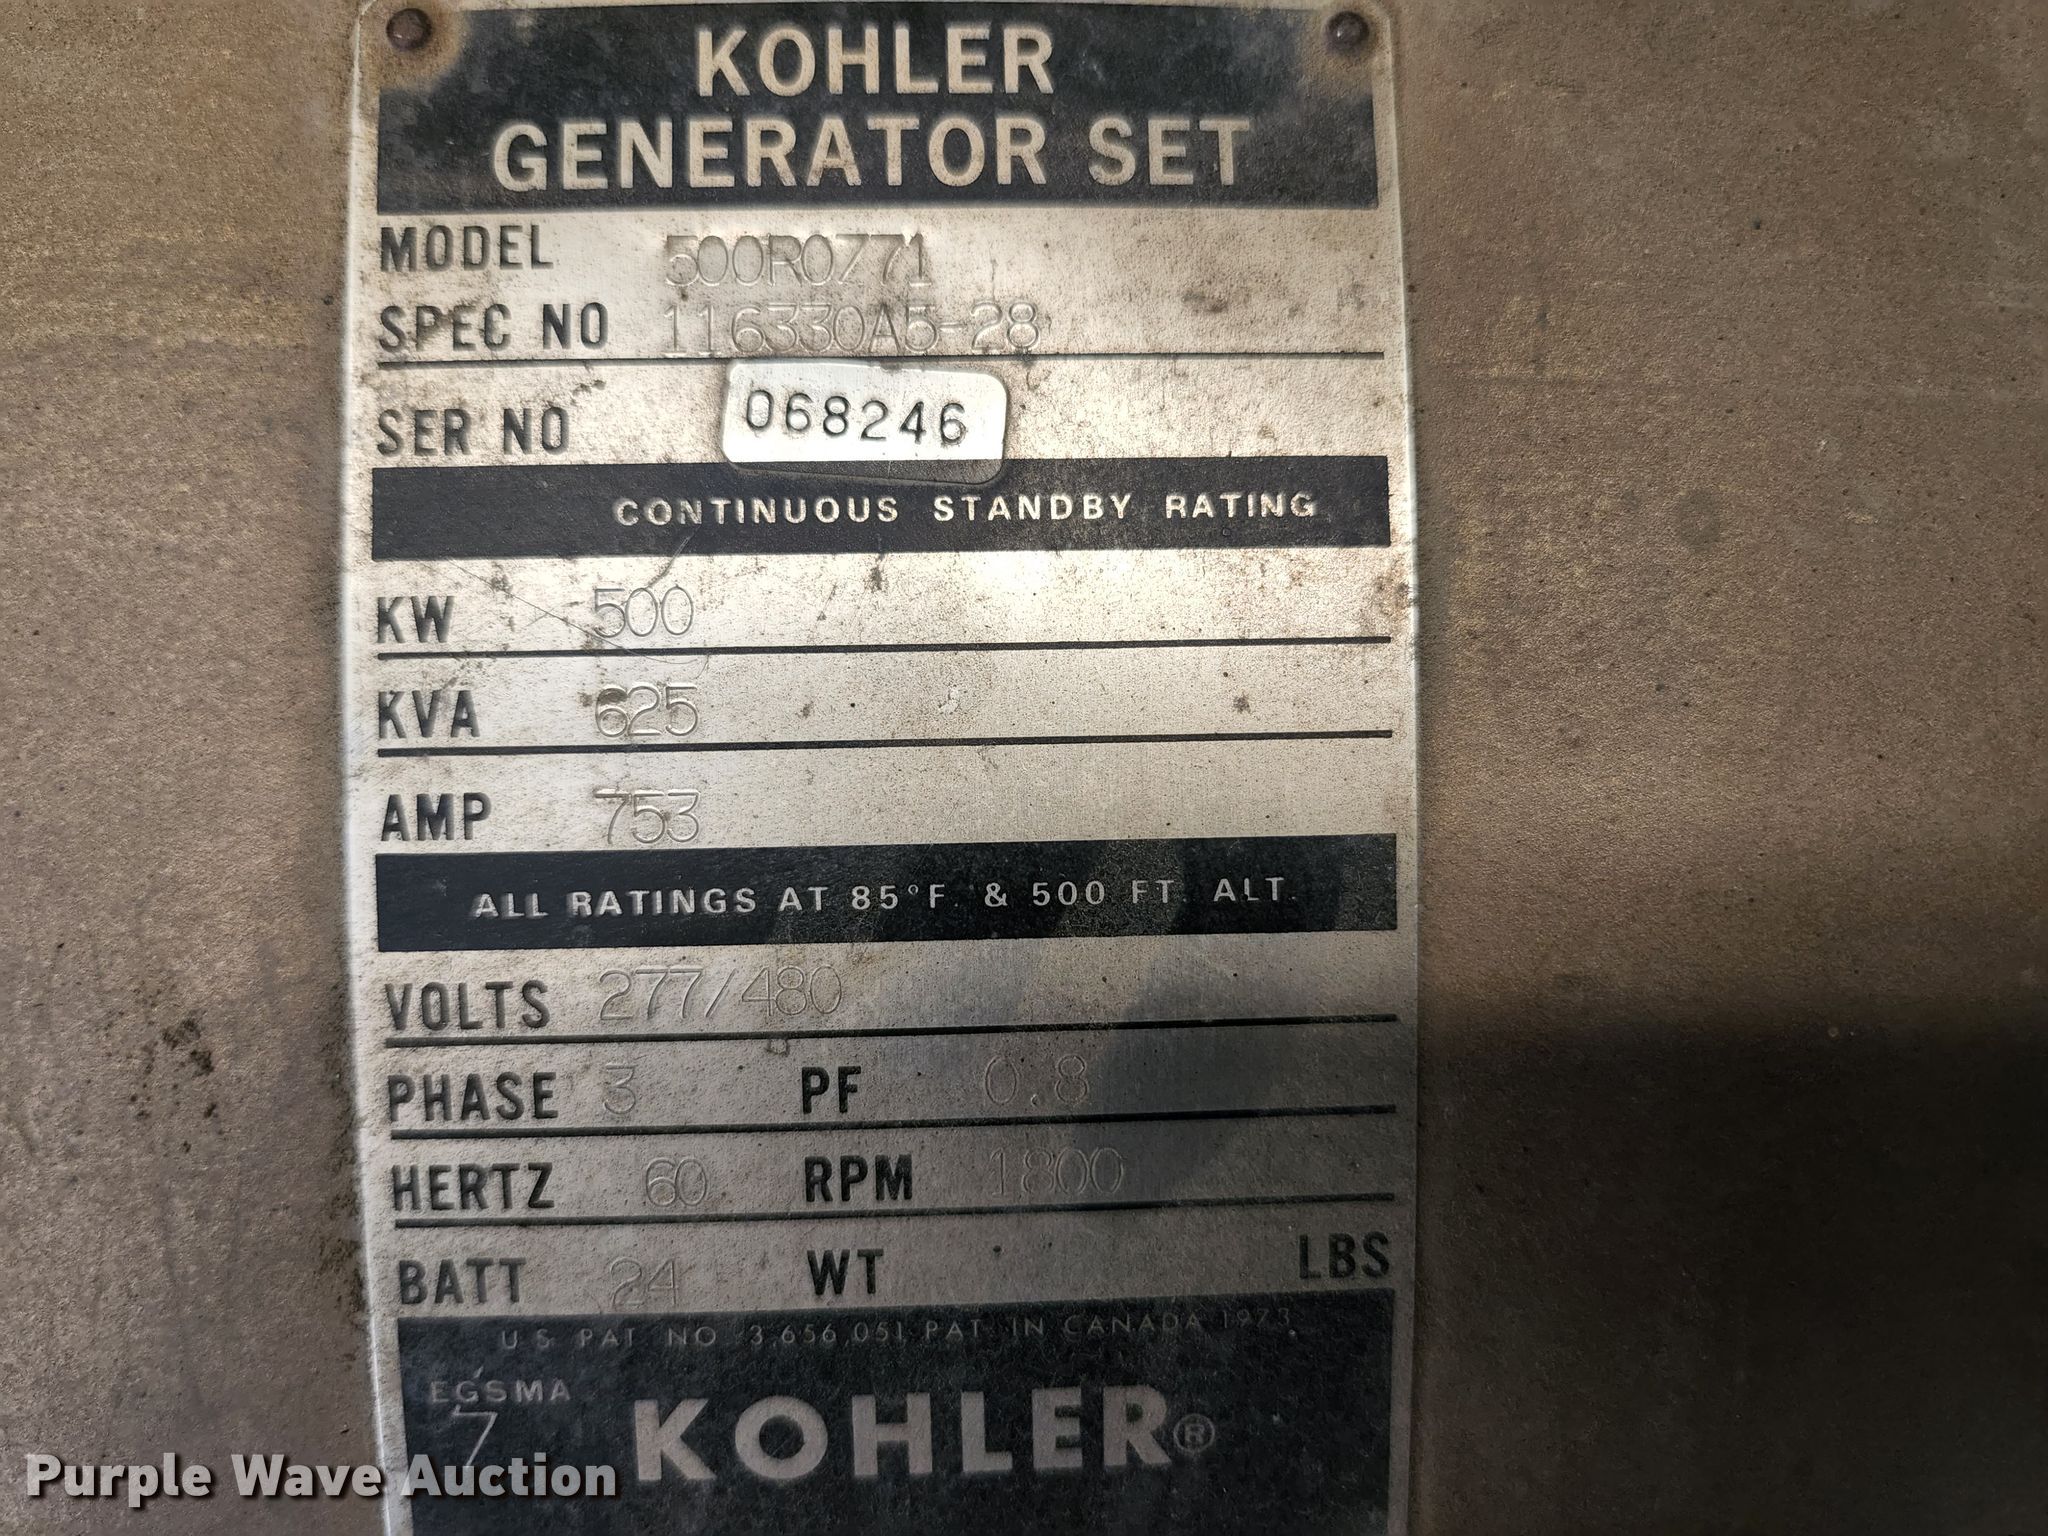 KOHLER
GENERATOR SET
MODEL 500ROZ71
SPEC NO 116330A5-28
SER NO 068246
CONTINUOUS STANDBY RATING
KW 500
KVA 625
AMP 753
ALL RATINGS AT 85°F. & 500 FT. ALT.
VOLTS 277/480
PHASE 3 PF 0.8
HERTZ 60 RPM 1800
BATT 24 WT LBS
U.S. PAT. NO. 3,656,051 PAT. IN CANADA 1973
EGSMA
7
KOHLER®
Purple Wave Auction